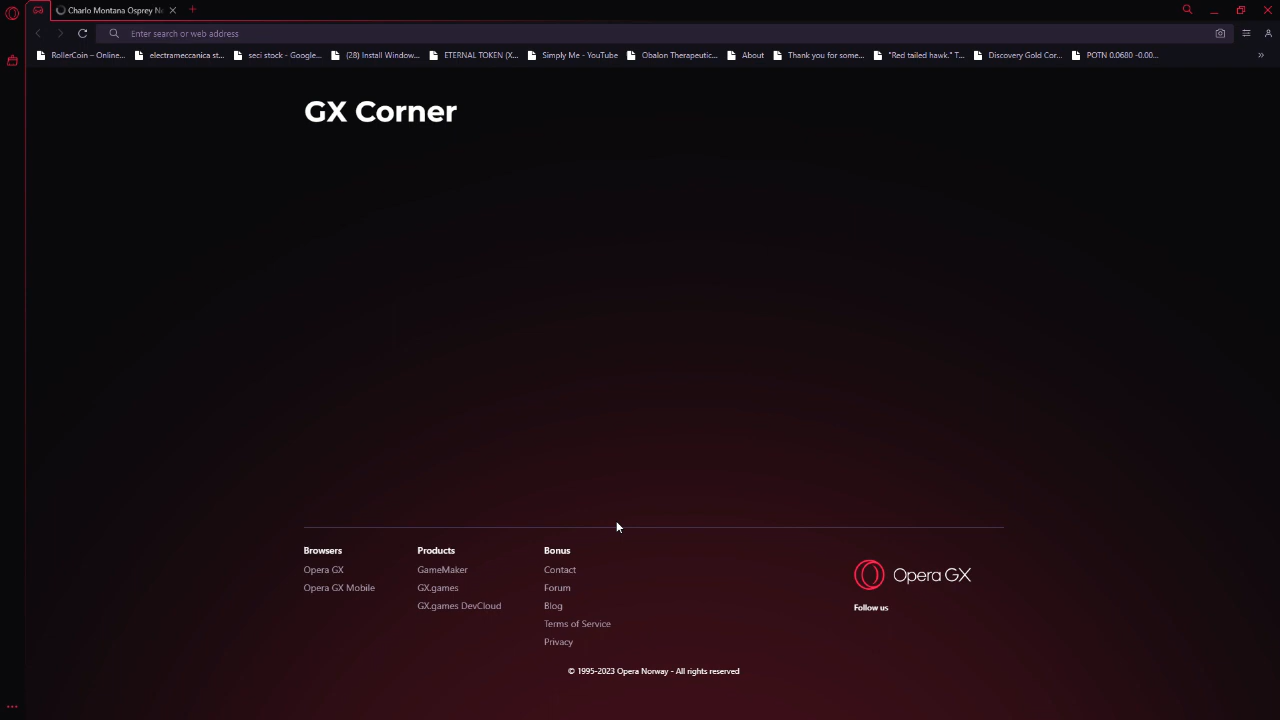 Charlo Montana Osprey N
Enter search or web address
RollerCoin – Online...
electrameccanica st...
seci stock - Google...
(28) Install Window...
ETERNAL TOKEN (X...
Simply Me - YouTube
Obalon Therapeutic...
About
Thank you for some...
"Red tailed hawk." T...
Discovery Gold Cor...
POTN 0.0680 -0.00...
GX Corner
Browsers
Opera GX
Opera GX Mobile
Products
GameMaker
GX.games
GX.games DevCloud
Bonus
Contact
Forum
Blog
Terms of Service
Privacy
Opera GX
Follow us
© 1995-2023 Opera Norway - All rights reserved